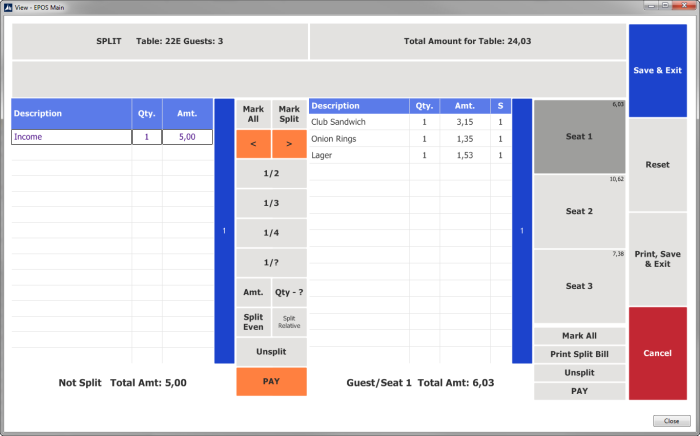 View - EPOS Main
SPLIT Table: 22E Guests: 3
Total Amount for Table: 24,03
Save & Exit
Description Qty. Amt.
Income 1 5,00
1
Mark All
Mark Split
< >
1/2
1/3
1/4
1/?
Amt. Qty - ?
Split Even
Split Relative
Unsplit
PAY
Description Qty. Amt. S
Club Sandwich 1 3,15 1
Onion Rings 1 1,35 1
Lager 1 1,53 1
1
6,03
Seat 1
10,62
Seat 2
7,38
Seat 3
Mark All
Print Split Bill
Unsplit
PAY
Reset
Print, Save
& Exit
Cancel
Not Split Total Amt: 5,00
Guest/Seat 1 Total Amt: 6,03
Close